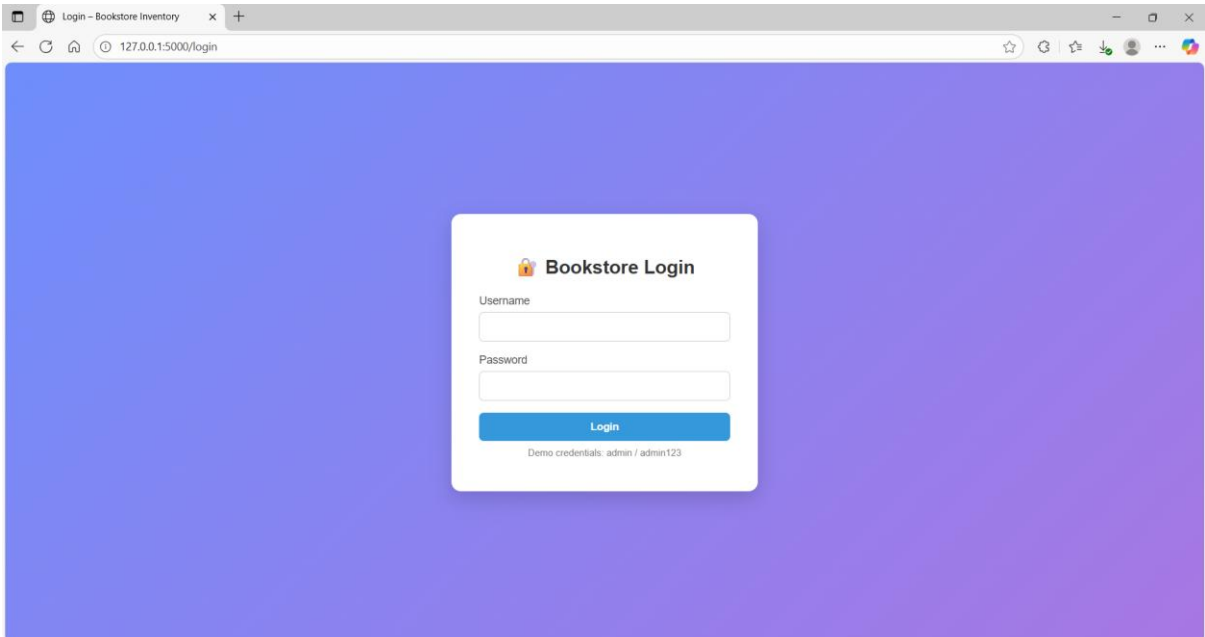 Login – Bookstore Inventory
127.0.0.1:5000/login
🔐 Bookstore Login
Username
Password
Login
Demo credentials: admin / admin123